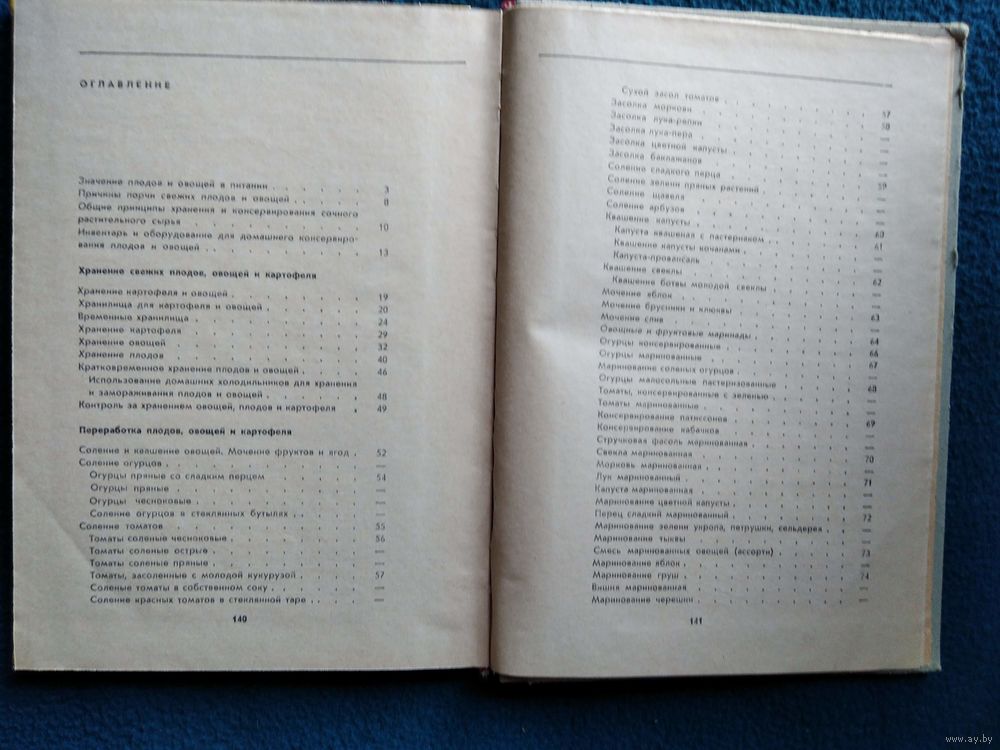 ОГЛАВЛЕНИЕ
Значение плодов и овощей в питании . . . . . . . 3
Причины порчи свежих плодов и овощей . . . . . . 8
Общие принципы хранения и консервирования сочного
растительного сырья . . . . . . . . . . . 10
Инвентарь и оборудование для домашнего консервиро-
вания плодов и овощей . . . . . . . . . . 13
Хранение свежих плодов, овощей и картофеля
Хранение картофеля и овощей . . . . . . . . . 19
Хранилища для картофеля и овощей . . . . . . . 20
Временные хранилища . . . . . . . . . . . 24
Хранение картофеля . . . . . . . . . . . 29
Хранение овощей . . . . . . . . . . . . 32
Хранение плодов . . . . . . . . . . . . 40
Кратковременное хранение плодов и овощей . . . . . 46
Использование домашних холодильников для хранения
и замораживания плодов и овощей . . . . . . . 48
Контроль за хранением овощей, плодов и картофеля . . 49
Переработка плодов, овощей и картофеля
Соление и квашение овощей. Мочение фруктов и ягод . 52
Соление огурцов . . . . . . . . . . . . —
Огурцы пряные со сладким перцем . . . . . . . 54
Огурцы пряные . . . . . . . . . . . . —
Огурцы чесноковые . . . . . . . . . . . —
Соление огурцов в стеклянных бутылях . . . . . —
Соление томатов . . . . . . . . . . . . 55
Томаты соленые чесноковые . . . . . . . . . 56
Томаты соленые острые . . . . . . . . . . —
Томаты соленые пряные . . . . . . . . . . —
Томаты, засоленные с молодой кукурузой . . . . . 57
Соленые томаты в собственном соку . . . . . . —
Соление красных томатов в стеклянной таре . . . —
140
Сухой засол томатов . . . . . . . . . .
Засолка моркови . . . . . . . . . . . . 57
Засолка лука-репки . . . . . . . . . . . 58
Засолка лука-пера . . . . . . . . . . . —
Засолка цветной капусты . . . . . . . . . —
Засолка баклажанов . . . . . . . . . . . —
Соление сладкого перца . . . . . . . . . . —
Соление зелени пряных растений . . . . . . . 59
Соление щавеля . . . . . . . . . . . . —
Соление арбузов . . . . . . . . . . . . —
Квашение капусты . . . . . . . . . . . . 60
Капуста квашеная с пастернаком . . . . . . . 61
Квашение капусты кочанами . . . . . . . . —
Капуста-провансаль . . . . . . . . . . . —
Квашение свеклы . . . . . . . . . . . . —
Квашение ботвы молодой свеклы . . . . . . . 62
Мочение яблок . . . . . . . . . . . . —
Мочение брусники и клюквы . . . . . . . . . —
Мочение слив . . . . . . . . . . . . . 63
Овощные и фруктовые маринады . . . . . . . . —
Огурцы консервированные . . . . . . . . . 64
Огурцы маринованные . . . . . . . . . . . 66
Маринование соленых огурцов . . . . . . . . 67
Огурцы малосольные пастеризованные . . . . . . —
Томаты, консервированные с зеленью . . . . . . 68
Томаты маринованные . . . . . . . . . . . —
Консервирование патиссонов . . . . . . . . . —
Консервирование кабачков . . . . . . . . . 69
Стручковая фасоль маринованная . . . . . . . —
Свекла маринованная . . . . . . . . . . . —
Морковь маринованная . . . . . . . . . . 70
Лук маринованный . . . . . . . . . . . . —
Капуста маринованная . . . . . . . . . . 71
Маринование цветной капусты . . . . . . . . —
Перец сладкий маринованный . . . . . . . . —
Маринование зелени укропа, петрушки, сельдерея . . 72
Маринование тыквы . . . . . . . . . . . —
Смесь маринованных овощей (ассорти) . . . . . . 73
Маринование яблок . . . . . . . . . . . —
Маринование груш . . . . . . . . . . . . 74
Вишня маринованная . . . . . . . . . . . —
Маринование черешни . . . . . . . . . . . —
141
www.ay.by